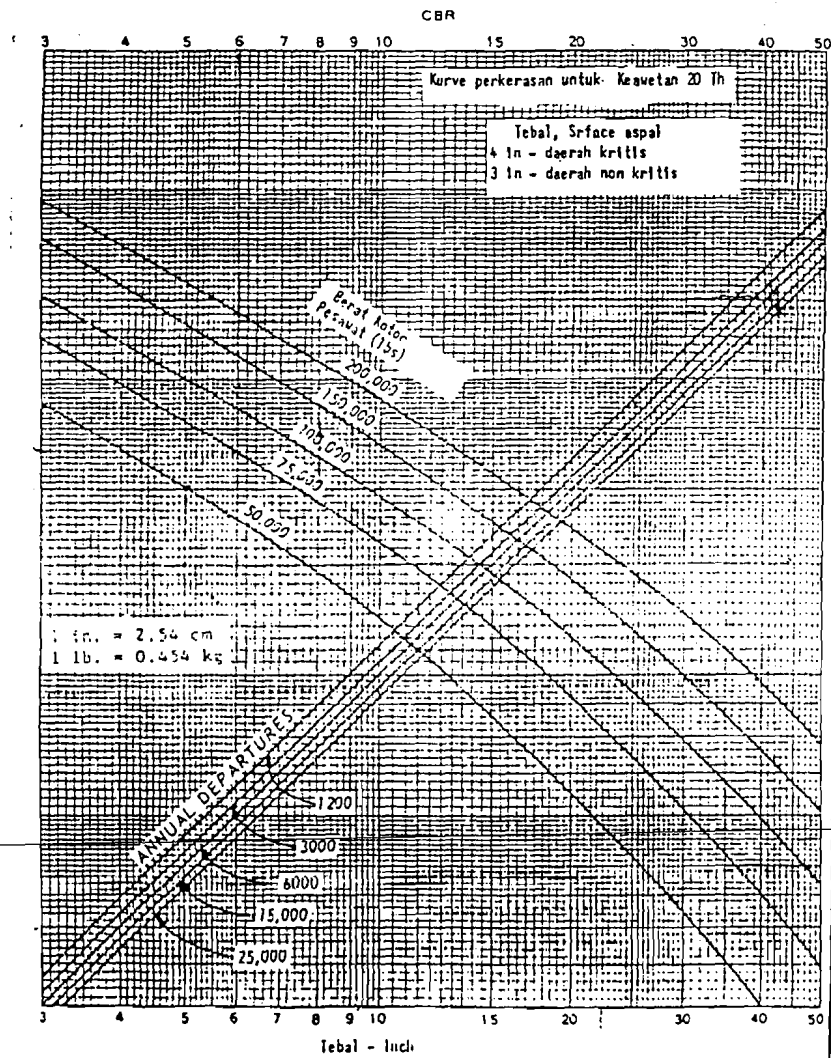 CBR
3 4 5 6 7 8 9 10 15 20 30 40 50
Kurve perkerasan untuk Keawetan 20 Th
Tebal, Srface aspal
4 in - daerah kritis
3 in - daerah non kritis
Berat kotor
Pesawat (lbs)
200,000
150,000
100,000
75,000
50,000
1 in. = 2.54 cm
1 lb. = 0.454 kg
ANNUAL DEPARTURES
1200
3000
6000
15,000
25,000
3 4 5 6 7 8 9 10 15 20 30 40 50
Tebal - Inch